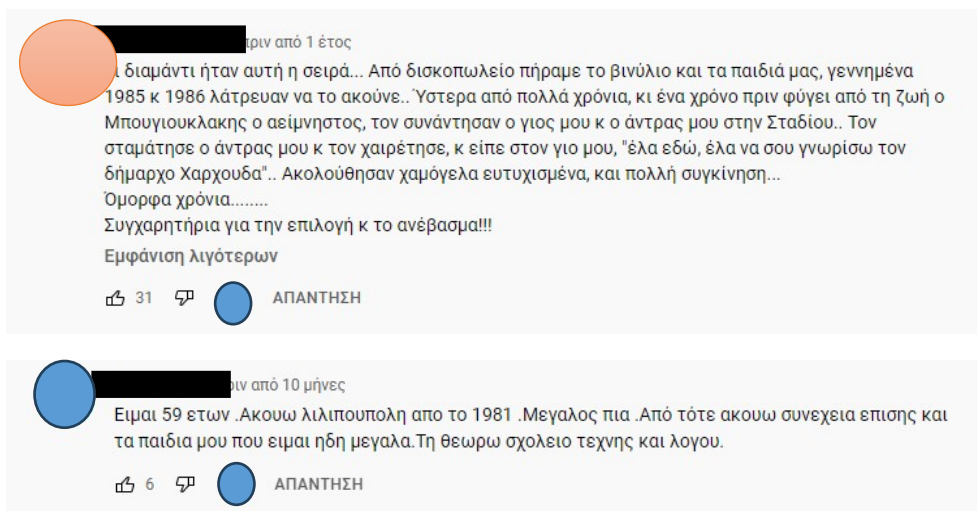 πριν από 1 έτος
διαμάντι ήταν αυτή η σειρά... Από δισκοπωλείο πήραμε το βινύλιο και τα παιδιά μας, γεννημένα
1985 κ 1986 λάτρευαν να το ακούνε.. Ύστερα από πολλά χρόνια, κι ένα χρόνο πριν φύγει από τη ζωή ο
Μπουγιουκλακης ο αείμνηστος, τον συνάντησαν ο γιος μου κ ο άντρας μου στην Σταδίου.. Τον
σταμάτησε ο άντρας μου κ τον χαιρέτησε, κ είπε στον γιο μου, "έλα εδώ, έλα να σου γνωρίσω τον
δήμαρχο Χαρχουδα".. Ακολούθησαν χαμόγελα ευτυχισμένα, και πολλή συγκίνηση...
Όμορφα χρόνια........
Συγχαρητήρια για την επιλογή κ το ανέβασμα!!!
Εμφάνιση λιγότερων
31 ΑΠΑΝΤΗΣΗ
από 10 μήνες
Ειμαι 59 ετων .Ακουω λιλιπουπολη απο το 1981 .Μεγαλος πια .Από τότε ακουω συνεχεια επισης και
τα παιδια μου που ειμαι ηδη μεγαλα.Τη θεωρω σχολειο τεχνης και λογου.
6 ΑΠΑΝΤΗΣΗ